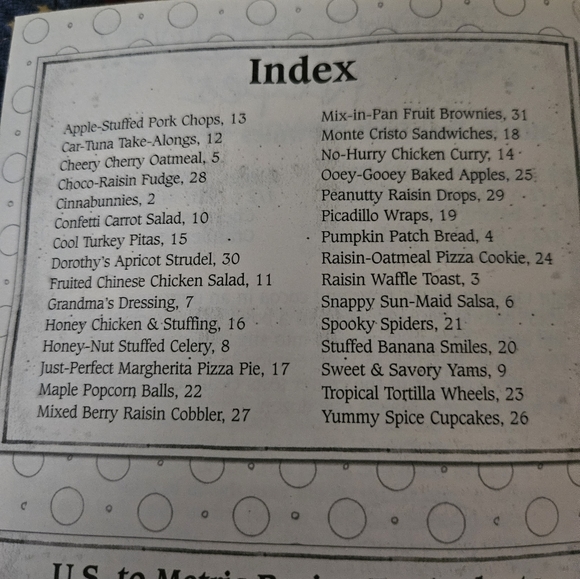 Index
Apple-Stuffed Pork Chops, 13
Car-Tuna Take-Alongs, 12
Cheery Cherry Oatmeal, 5
Choco-Raisin Fudge, 28
Cinnabunnies, 2
Confetti Carrot Salad, 10
Cool Turkey Pitas, 15
Dorothy's Apricot Strudel, 30
Fruited Chinese Chicken Salad, 11
Grandma's Dressing, 7
Honey Chicken & Stuffing, 16
Honey-Nut Stuffed Celery, 8
Just-Perfect Margherita Pizza Pie, 17
Maple Popcorn Balls, 22
Mixed Berry Raisin Cobbler, 27
Mix-in-Pan Fruit Brownies, 31
Monte Cristo Sandwiches, 18
No-Hurry Chicken Curry, 14
Ooey-Gooey Baked Apples, 25
Peanutty Raisin Drops, 29
Picadillo Wraps, 19
Pumpkin Patch Bread, 4
Raisin-Oatmeal Pizza Cookie, 24
Raisin Waffle Toast, 3
Snappy Sun-Maid Salsa, 6
Spooky Spiders, 21
Stuffed Banana Smiles, 20
Sweet & Savory Yams, 9
Tropical Tortilla Wheels, 23
Yummy Spice Cupcakes, 26
U.S. to Metric